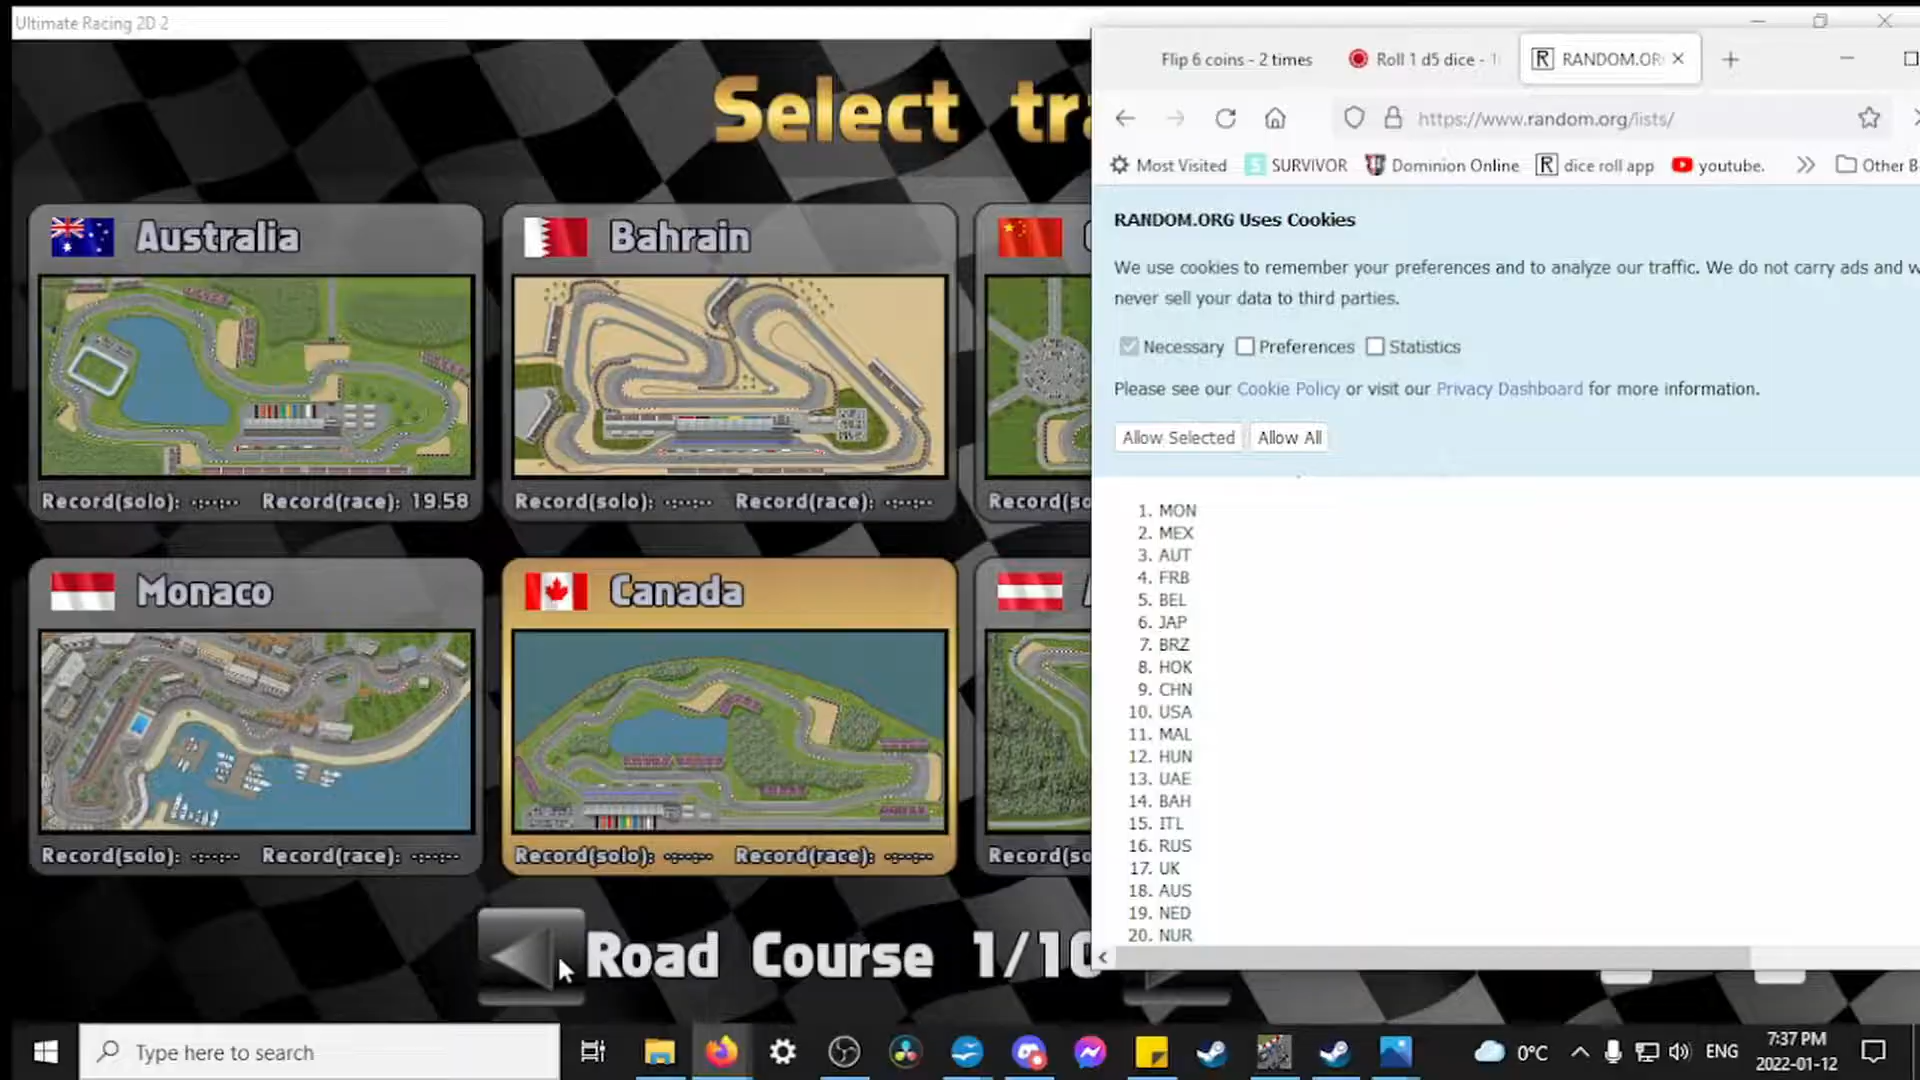 Ultimate Racing 2D 2
Select tra
Australia
Record(solo): -:--:--
Record(race): 19.58
Bahrain
Record(solo): -:--:--
Record(race): -:--:--
Record(so
Monaco
Record(solo): -:--:--
Record(race): -:--:--
Canada
Record(solo): -:--:--
Record(race): -:--:--
Record(so
Road Course 1/10
Flip 6 coins - 2 times
Roll 1 d5 dice - 1
RANDOM.OR
https://www.random.org/lists/
Most Visited
SURVIVOR
Dominion Online
dice roll app
youtube.
Other B
RANDOM.ORG Uses Cookies
We use cookies to remember your preferences and to analyze our traffic. We do not carry ads and w
never sell your data to third parties.
Necessary Preferences Statistics
Please see our Cookie Policy or visit our Privacy Dashboard for more information.
Allow Selected Allow All
1. MON
2. MEX
3. AUT
4. FRB
5. BEL
6. JAP
7. BRZ
8. HOK
9. CHN
10. USA
11. MAL
12. HUN
13. UAE
14. BAH
15. ITL
16. RUS
17. UK
18. AUS
19. NED
20. NUR
Type here to search
0°C
ENG
7:37 PM
2022-01-12